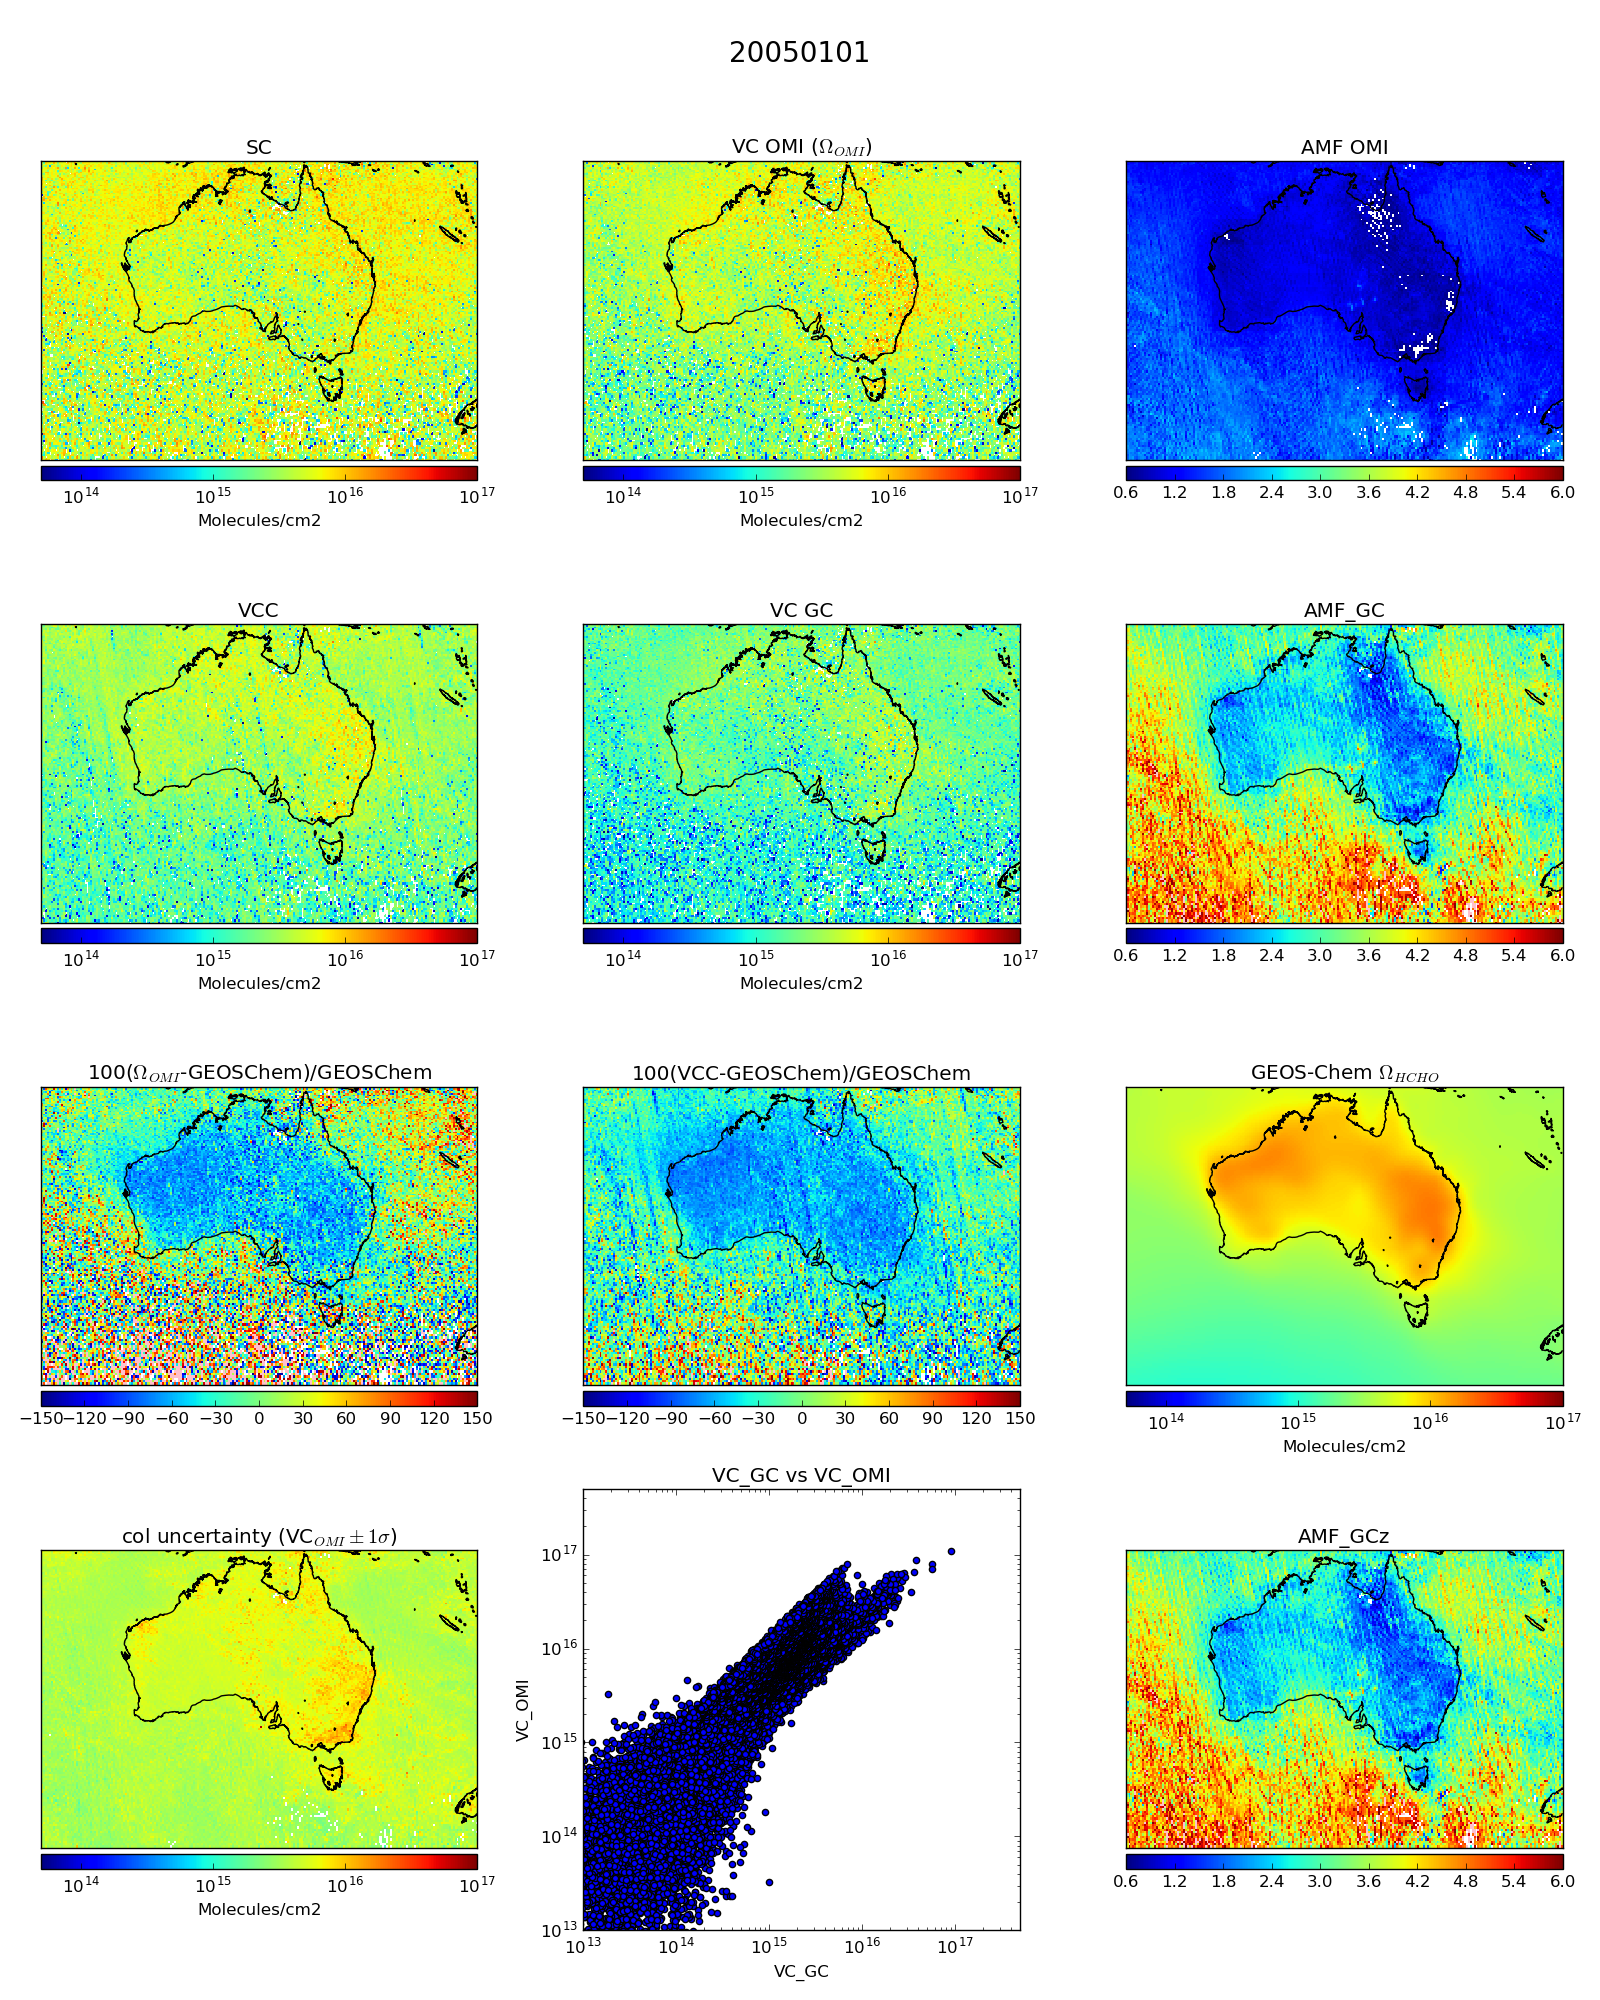 20050101
SC
VC OMI (Ω_OMI)
AMF OMI
10^14 10^15 10^16 10^17
Molecules/cm2
10^14 10^15 10^16 10^17
Molecules/cm2
0.6 1.2 1.8 2.4 3.0 3.6 4.2 4.8 5.4 6.0
VCC
VC GC
AMF_GC
10^14 10^15 10^16 10^17
Molecules/cm2
10^14 10^15 10^16 10^17
Molecules/cm2
0.6 1.2 1.8 2.4 3.0 3.6 4.2 4.8 5.4 6.0
100(Ω_OMI-GEOSChem)/GEOSChem
100(VCC-GEOSChem)/GEOSChem
GEOS-Chem Ω_HCHO
−150 −120 −90 −60 −30 0 30 60 90 120 150
−150 −120 −90 −60 −30 0 30 60 90 120 150
10^14 10^15 10^16 10^17
Molecules/cm2
col uncertainty (VC_OMI ± 1σ)
10^14 10^15 10^16 10^17
Molecules/cm2
VC_GC vs VC_OMI
VC_OMI
10^17
10^16
10^15
10^14
10^13
10^13 10^14 10^15 10^16 10^17
VC_GC
AMF_GCz
0.6 1.2 1.8 2.4 3.0 3.6 4.2 4.8 5.4 6.0